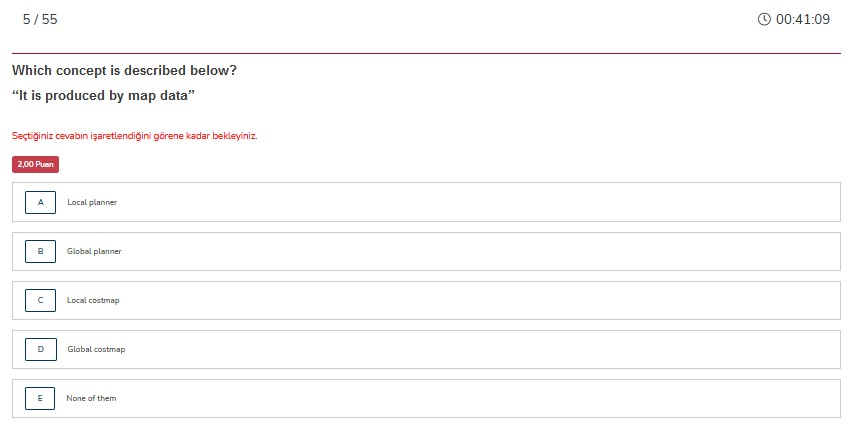 5 / 55
00:41:09
Which concept is described below?
“It is produced by map data”
Seçtiğiniz cevabın işaretlendiğini görene kadar bekleyiniz.
2,00 Puan
A Local planner
B Global planner
C Local costmap
D Global costmap
E None of them